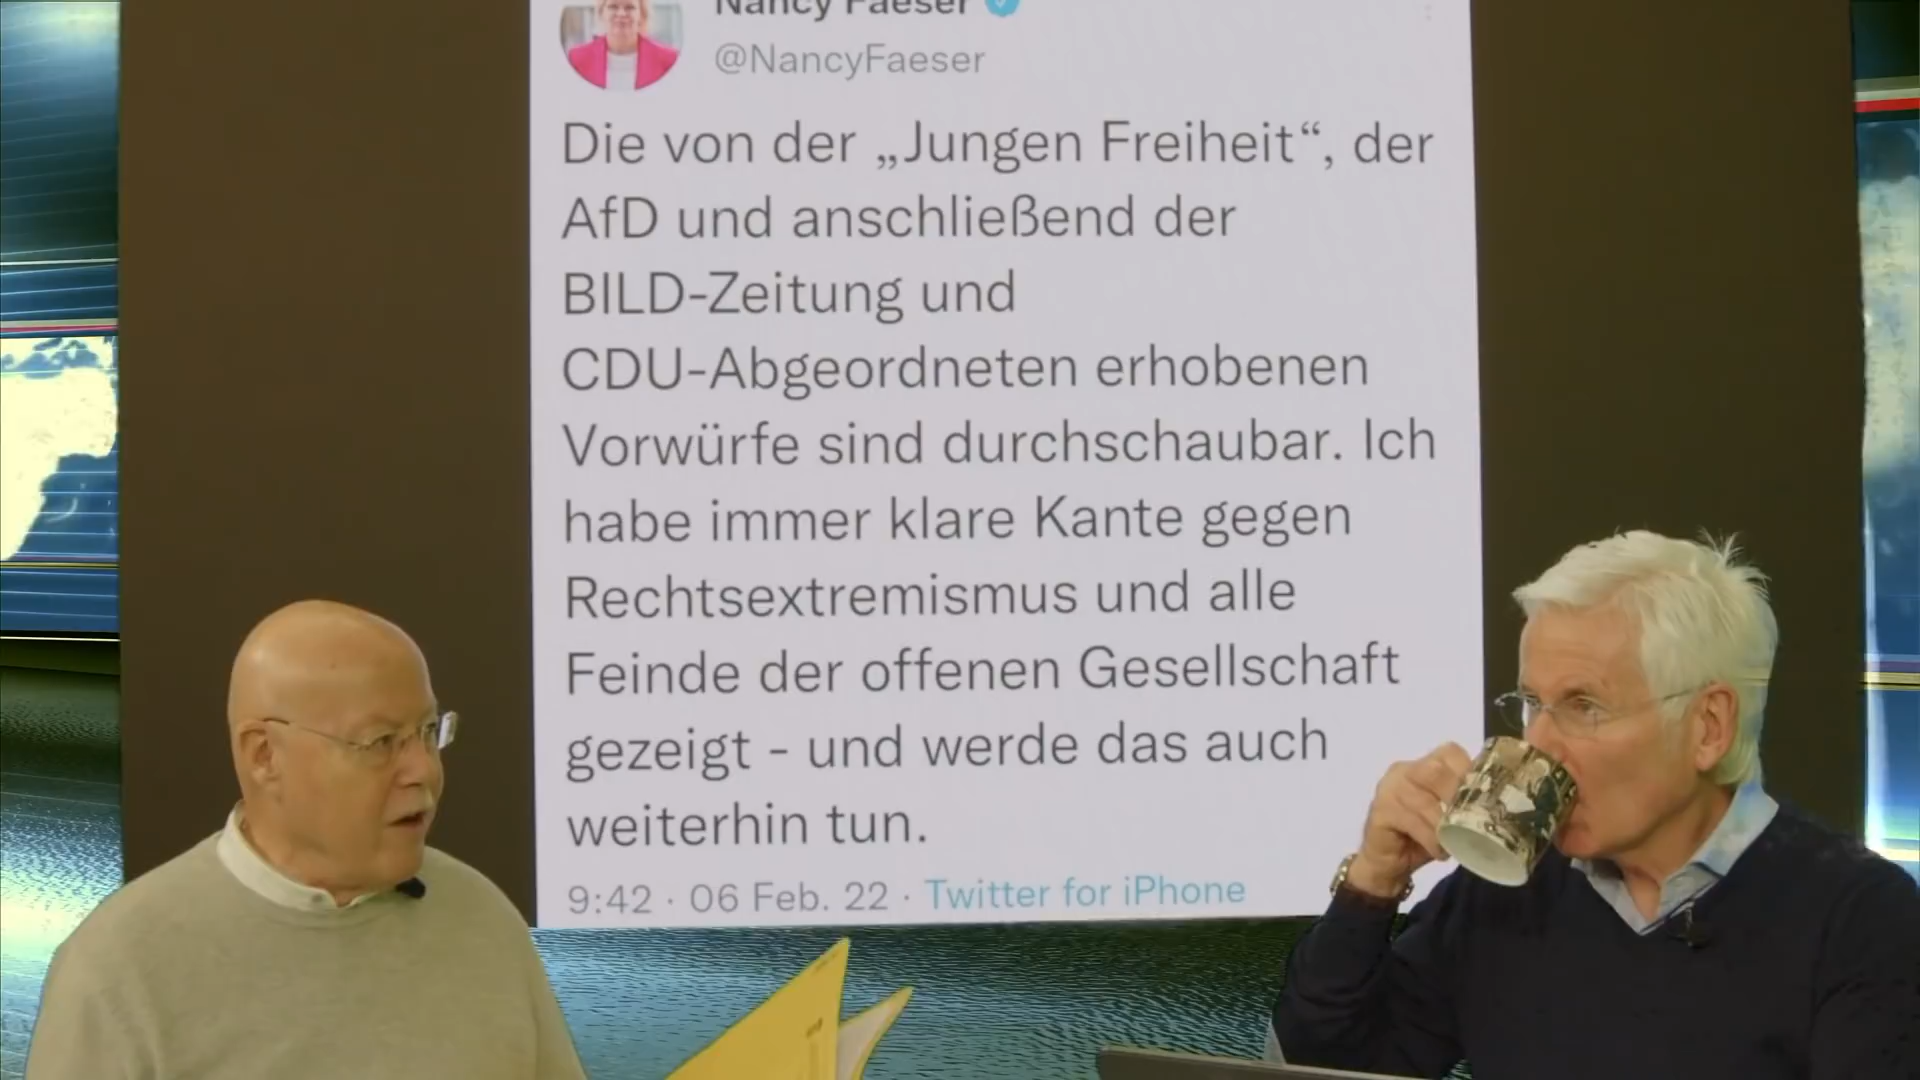 Nancy Faeser
@NancyFaeser
Die von der „Jungen Freiheit“, der
AfD und anschließend der
BILD-Zeitung und
CDU-Abgeordneten erhobenen
Vorwürfe sind durchschaubar. Ich
habe immer klare Kante gegen
Rechtsextremismus und alle
Feinde der offenen Gesellschaft
gezeigt - und werde das auch
weiterhin tun.
9:42 · 06 Feb. 22 · Twitter for iPhone